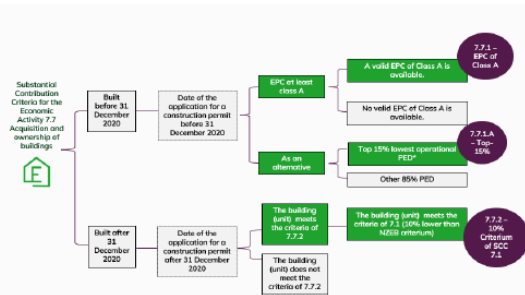 Substantial
Contribution
Criteria for the
Economic
Activity 7.7
Acquisition and
ownership of
buildings
Built
before 31
December
2020
Date of the
application for a
construction permit
before 31
December 2020
EPC at least
class A
A valid EPC of Class A is
available.
7.7.1 –
EPC of
Class A
No valid EPC of Class A is
available.
As an
alternative
Top 15% lowest operational
PED*
7.7.1.A
– Top-
15%
Other 85% PED
Built after
31
December
2020
Date of the
application for a
construction permit
after 31 December
2020
The building
(unit) meets
the criteria of
7.7.2
The building (unit) meets the
criteria of 7.1 (10% lower than
NZEB criterium)
7.7.2 –
10%
Criterium
of SCC
7.1
The building
(unit) does not
meet the
criteria of 7.7.2